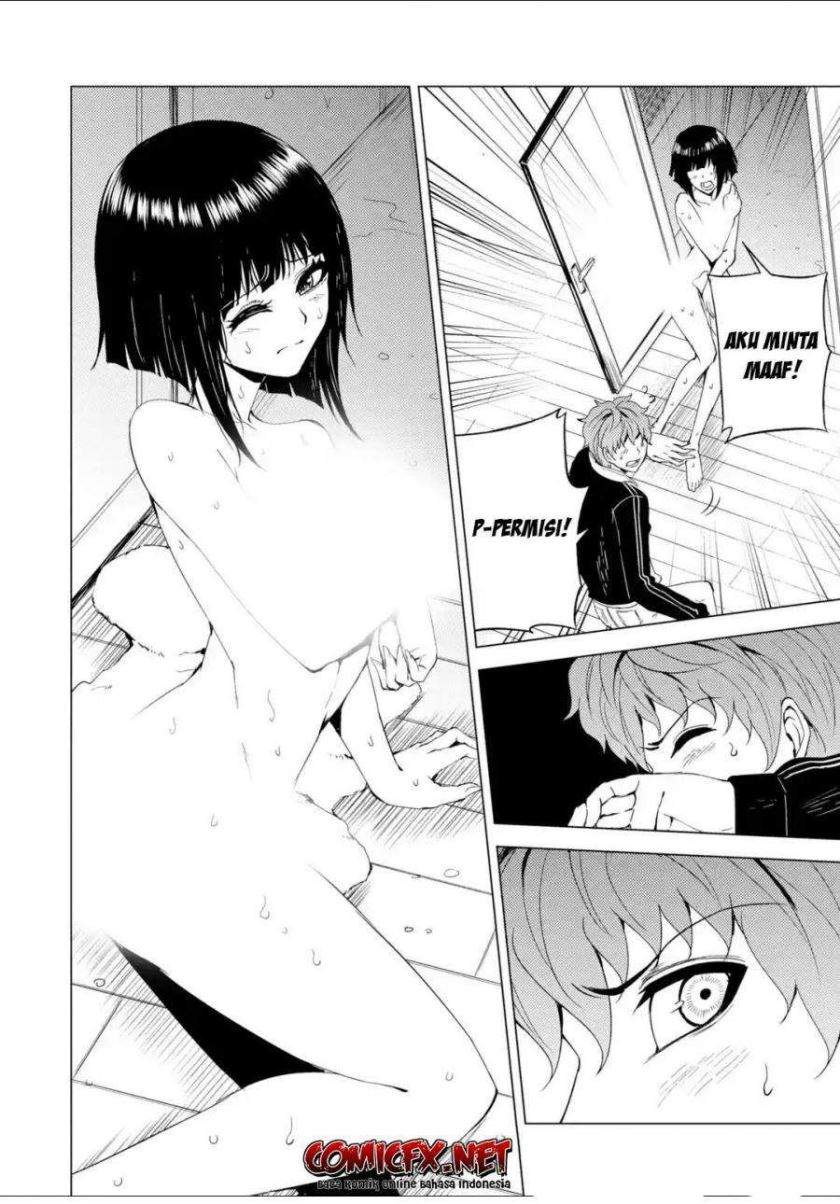 AKU MINTA
MAAF!
P-PERMISI!
COMICFX.NET
Baca Komik Online Bahasa Indonesia